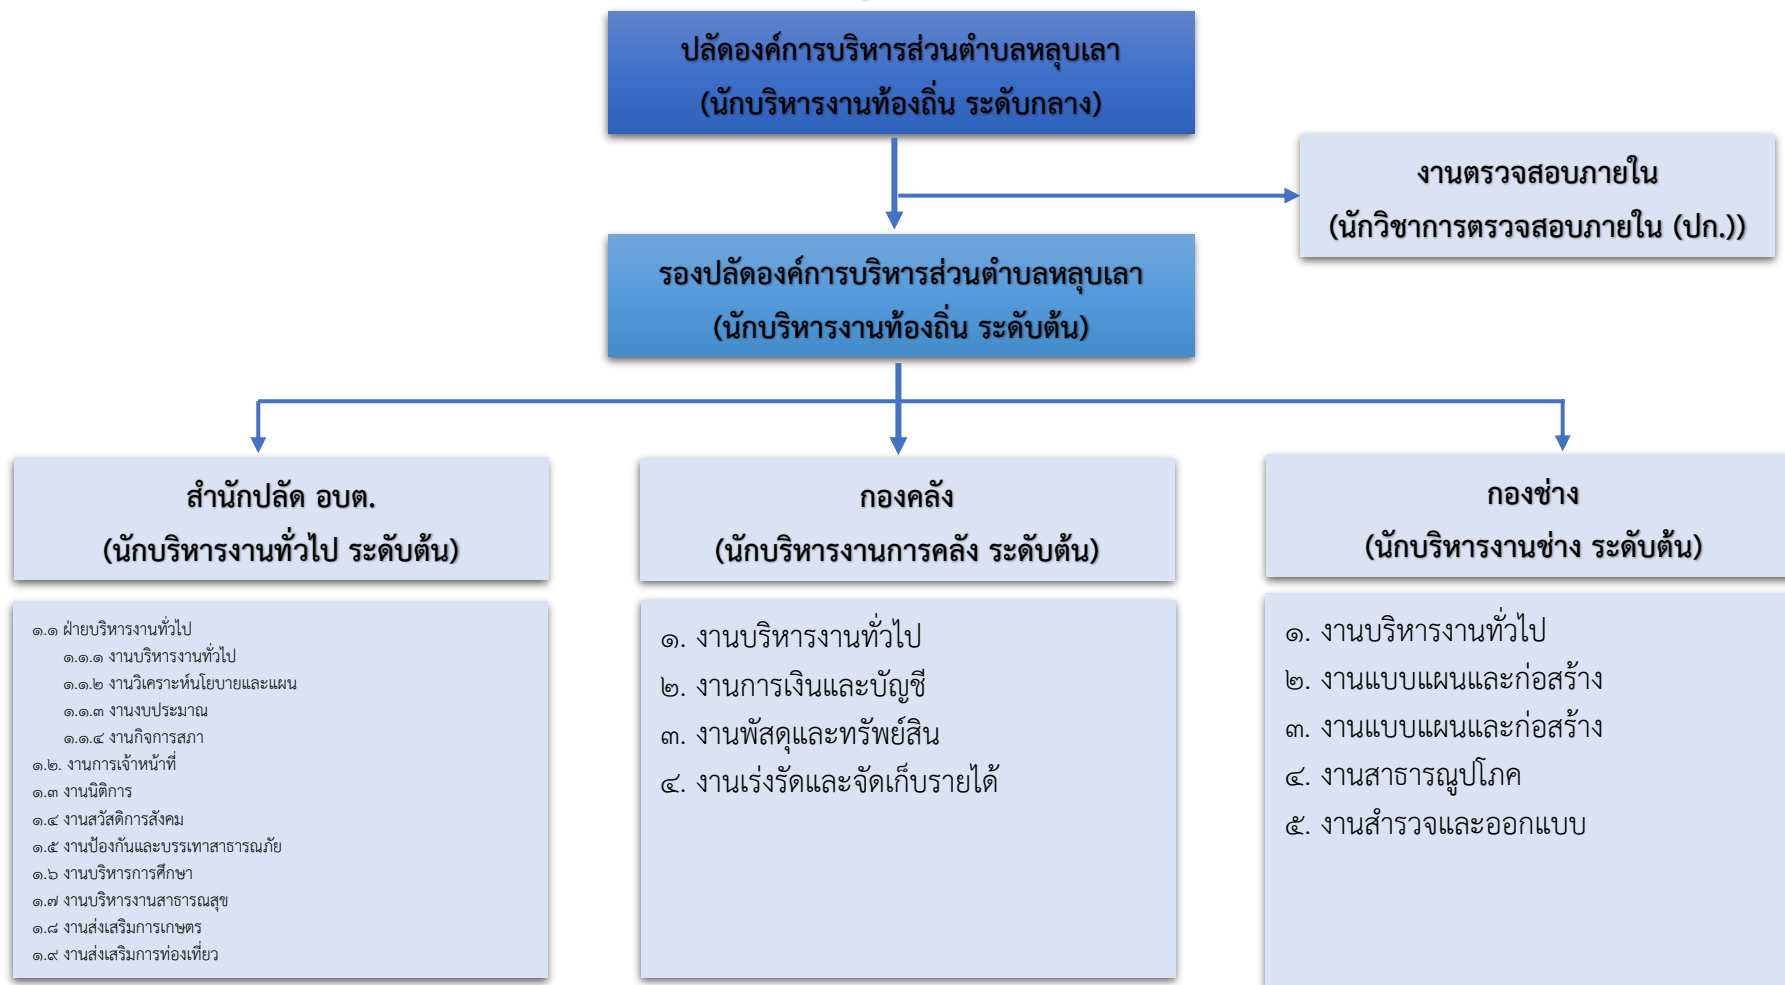 ปลัดองค์การบริหารส่วนตำบลหลุบเลา
(นักบริหารงานท้องถิ่น ระดับกลาง)
งานตรวจสอบภายใน
(นักวิชาการตรวจสอบภายใน (ปก.))
รองปลัดองค์การบริหารส่วนตำบลหลุบเลา
(นักบริหารงานท้องถิ่น ระดับต้น)
สำนักปลัด อบต.
(นักบริหารงานทั่วไป ระดับต้น)
๑.๑ ฝ่ายบริหารงานทั่วไป
๑.๑.๑ งานบริหารงานทั่วไป
๑.๑.๒ งานวิเคราะห์นโยบายและแผน
๑.๑.๓ งานงบประมาณ
๑.๑.๔ งานกิจการสภา
๑.๒. งานการเจ้าหน้าที่
๑.๓ งานนิติการ
๑.๔ งานสวัสดิการสังคม
๑.๕ งานป้องกันและบรรเทาสาธารณภัย
๑.๖ งานบริหารการศึกษา
๑.๗ งานบริหารงานสาธารณสุข
๑.๘ งานส่งเสริมการเกษตร
๑.๙ งานส่งเสริมการท่องเที่ยว
กองคลัง
(นักบริหารงานการคลัง ระดับต้น)
๑. งานบริหารงานทั่วไป
๒. งานการเงินและบัญชี
๓. งานพัสดุและทรัพย์สิน
๔. งานเร่งรัดและจัดเก็บรายได้
กองช่าง
(นักบริหารงานช่าง ระดับต้น)
๑. งานบริหารงานทั่วไป
๒. งานแบบแผนและก่อสร้าง
๓. งานแบบแผนและก่อสร้าง
๔. งานสาธารณูปโภค
๕. งานสำรวจและออกแบบ